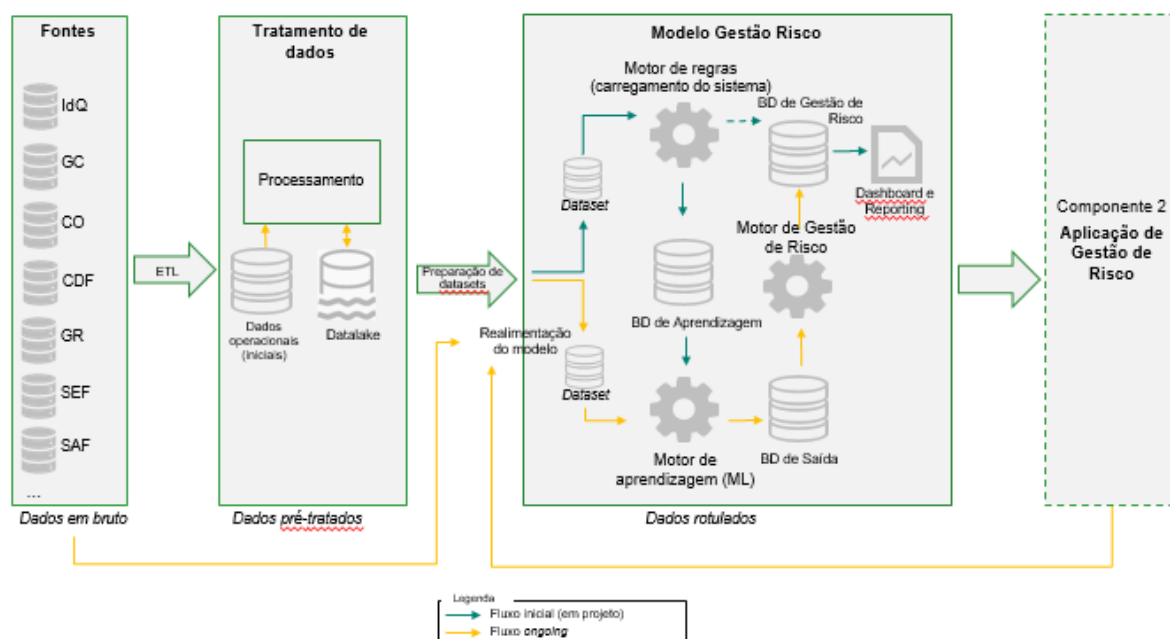 Fontes
IdQ
GC
CO
CDF
GR
SEF
SAF
...
Dados em bruto
ETL
Tratamento de
dados
Processamento
Dados
operacionais
(iniciais)
Datalake
Dados pré-tratados
Preparação de
datasets
Realimentação
do modelo
Modelo Gestão Risco
Motor de regras
(carregamento do sistema)
Dataset
BD de Gestão de
Risco
Dashboard e
Reporting
Motor de Gestão
de Risco
BD de Aprendizagem
Dataset
Motor de
aprendizagem (ML)
BD de Saída
Dados rotulados
Componente 2
Aplicação de
Gestão de
Risco
Legenda
Fluxo inicial (em projeto)
Fluxo ongoing